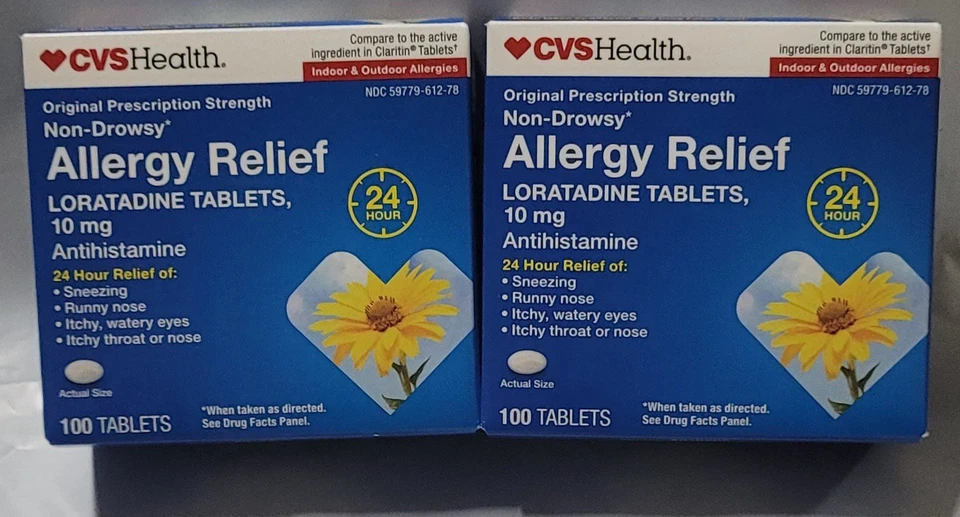 CVSHealth®
Compare to the active
ingredient in Claritin® Tablets†
Indoor & Outdoor Allergies
NDC 59779-612-78
Original Prescription Strength
Non-Drowsy*
Allergy Relief
LORATADINE TABLETS,
10 mg
Antihistamine
24
HOUR
24 Hour Relief of:
• Sneezing
• Runny nose
• Itchy, watery eyes
• Itchy throat or nose
Actual Size
100 TABLETS
*When taken as directed.
See Drug Facts Panel.
CVSHealth®
Compare to the active
ingredient in Claritin® Tablets†
Indoor & Outdoor Allergies
NDC 59779-612-78
Original Prescription Strength
Non-Drowsy*
Allergy Relief
LORATADINE TABLETS,
10 mg
Antihistamine
24
HOUR
24 Hour Relief of:
• Sneezing
• Runny nose
• Itchy, watery eyes
• Itchy throat or nose
Actual Size
100 TABLETS
*When taken as directed.
See Drug Facts Panel.